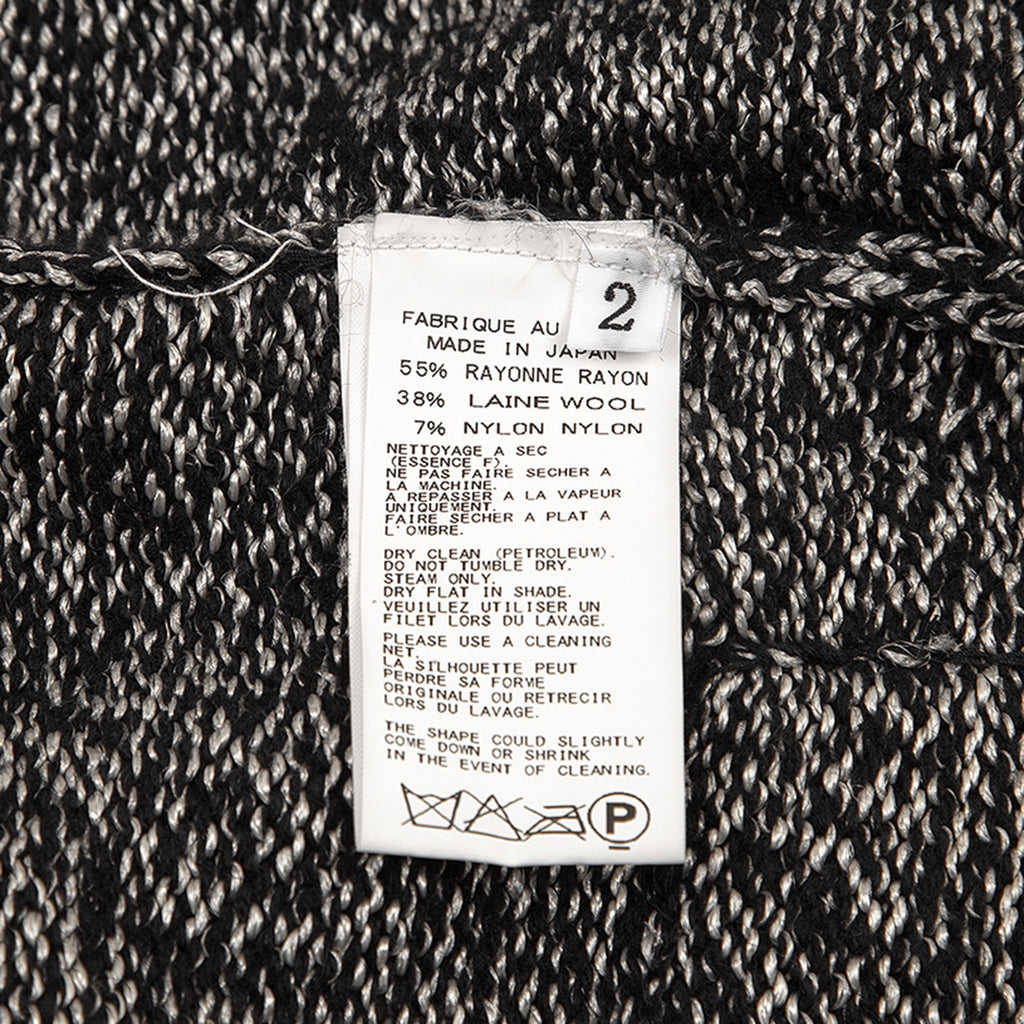 2
FABRIQUE AU
MADE IN JAPAN
55% RAYONNE RAYON
38% LAINE WOOL
7% NYLON NYLON
NETTOYAGE A SEC
(ESSENCE F).
NE PAS FAIRE SECHER A
LA MACHINE.
A REPASSER A LA VAPEUR
UNIQUEMENT.
FAIRE SECHER A PLAT A
L'OMBRE.
DRY CLEAN (PETROLEUM).
DO NOT TUMBLE DRY.
STEAM ONLY.
DRY FLAT IN SHADE.
VEUILLEZ UTILISER UN
FILET LORS DU LAVAGE.
PLEASE USE A CLEANING
NET.
LA SILHOUETTE PEUT
PERDRE SA FORME
ORIGINALE OU RETRECIR
LORS DU LAVAGE.
THE SHAPE COULD SLIGHTLY
COME DOWN OR SHRINK
IN THE EVENT OF CLEANING.
P